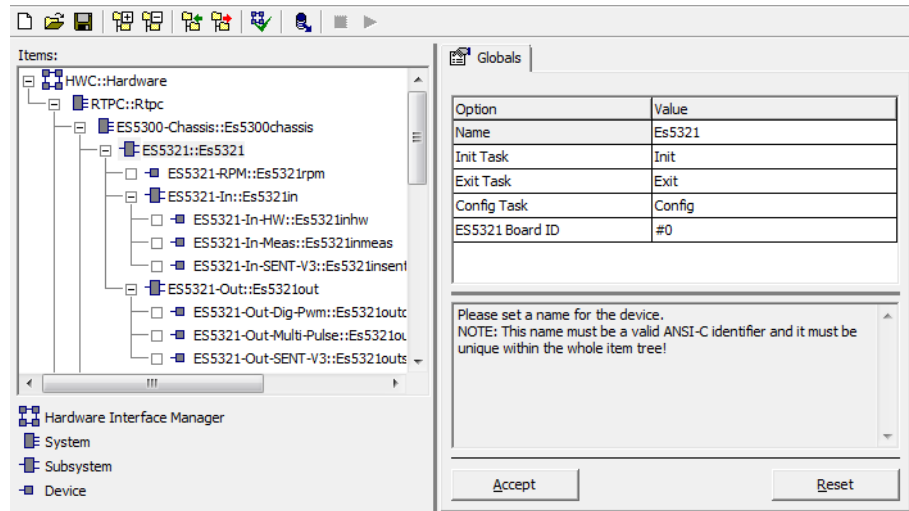 Items:
HWC::Hardware
RTPC::Rtpc
ES5300-Chassis::Es5300chassis
ES5321::Es5321
ES5321-RPM::Es5321rpm
ES5321-In::Es5321in
ES5321-In-HW::Es5321inhw
ES5321-In-Meas::Es5321inmeas
ES5321-In-SENT-V3::Es5321insent
ES5321-Out::Es5321out
ES5321-Out-Dig-Pwm::Es5321outd
ES5321-Out-Multi-Pulse::Es5321ou
ES5321-Out-SENT-V3::Es5321outs
Hardware Interface Manager
System
Subsystem
Device
Globals
Option Value
Name Es5321
Init Task Init
Exit Task Exit
Config Task Config
ES5321 Board ID #0
Please set a name for the device.
NOTE: This name must be a valid ANSI-C identifier and it must be
unique within the whole item tree!
Accept Reset